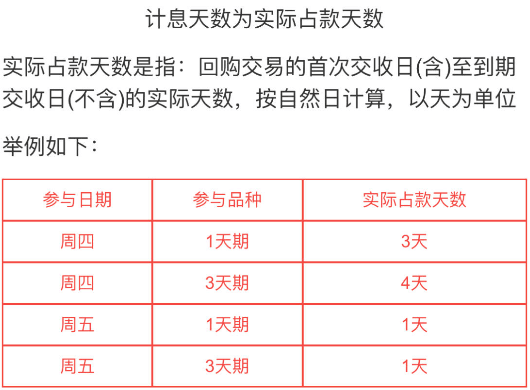 计息天数为实际占款天数
实际占款天数是指：回购交易的首次交收日(含)至到期
交收日(不含)的实际天数，按自然日计算，以天为单位
举例如下：
参与日期 参与品种 实际占款天数
周四 1天期 3天
周四 3天期 4天
周五 1天期 1天
周五 3天期 1天